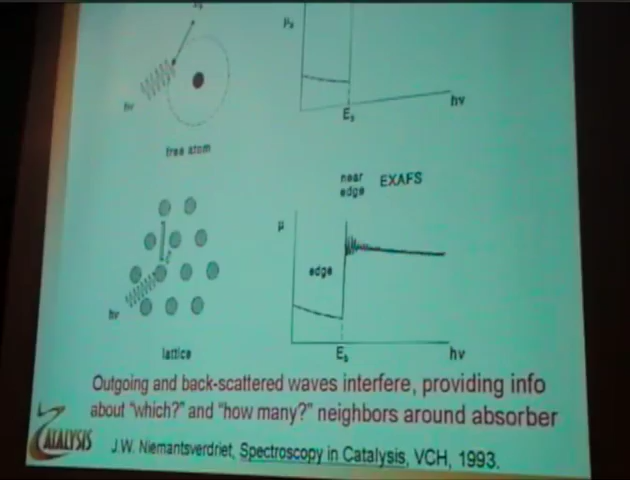 μ
hν
hν
E
free atom
near
edge EXAFS
μ
edge
hν
lattice
E
hν
Outgoing and back-scattered waves interfere, providing info
about "which?" and "how many?" neighbors around absorber
CATALYSIS
J.W. Niemantsverdriet, Spectroscopy in Catalysis, VCH, 1993.